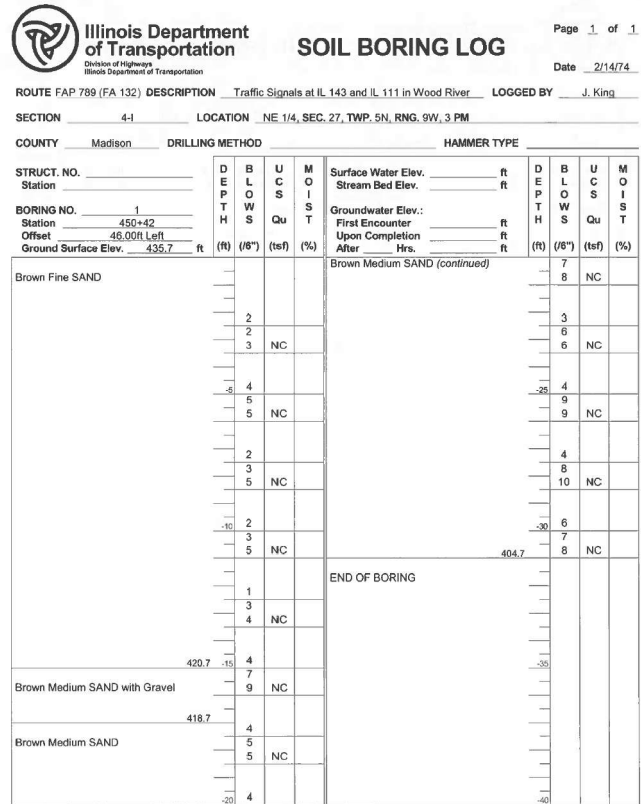 Illinois Department
of Transportation
Division of Highways
Illinois Department of Transportation
SOIL BORING LOG
Page 1 of 1
Date 2/14/74
ROUTE FAP 789 (FA 132) DESCRIPTION Traffic Signals at IL 143 and IL 111 in Wood River LOGGED BY J. King
SECTION 4-I LOCATION NE 1/4, SEC. 27, TWP. 5N, RNG. 9W, 3 PM
COUNTY Madison DRILLING METHOD HAMMER TYPE
STRUCT. NO.
Station
BORING NO. 1
Station 450+42
Offset 46.00ft Left
Ground Surface Elev. 435.7 ft
DEPTH (ft)
BLOWS (/6")
UCS Qu (tsf)
MOIST (%)
Surface Water Elev. ft
Stream Bed Elev. ft
Groundwater Elev.:
First Encounter ft
Upon Completion ft
After Hrs. ft
DEPTH (ft)
BLOWS (/6")
UCS Qu (tsf)
MOIST (%)
Brown Fine SAND
2
2
3 NC
-5 4
5
5 NC
2
3
5 NC
-10 2
3
5 NC
1
3
4 NC
420.7 -15 4
7
Brown Medium SAND with Gravel 9 NC
418.7
4
Brown Medium SAND 5
5 NC
-20 4
Brown Medium SAND (continued) 7
8 NC
3
6
6 NC
-25 4
9
9 NC
4
8
10 NC
-30 6
7
404.7 8 NC
END OF BORING
-35
-40